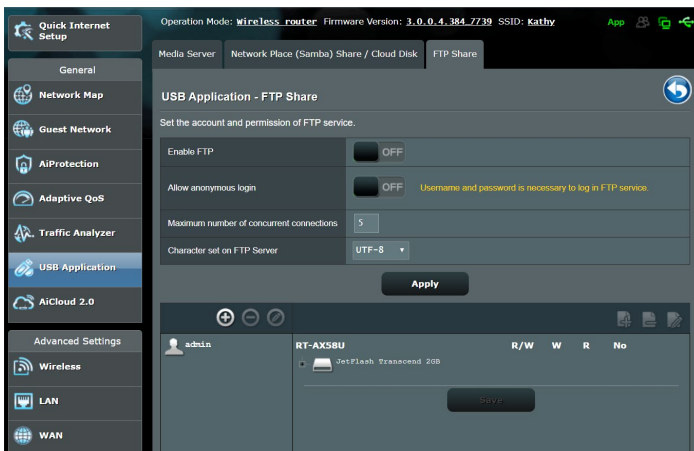 Quick Internet
Setup
Operation Mode: Wireless router Firmware Version: 3.0.0.4.384_7739 SSID: Kathy
App
Media Server
Network Place (Samba) Share / Cloud Disk
FTP Share
General
Network Map
Guest Network
AiProtection
Adaptive QoS
Traffic Analyzer
USB Application
AiCloud 2.0
Advanced Settings
Wireless
LAN
WAN
USB Application - FTP Share
Set the account and permission of FTP service.
Enable FTP
OFF
Allow anonymous login
OFF
Username and password is necessary to log in FTP service.
Maximum number of concurrent connections
5
Character set on FTP Server
UTF-8
Apply
admin
RT-AX58U
R/W W R No
JetFlash Transcend 2GB
Save